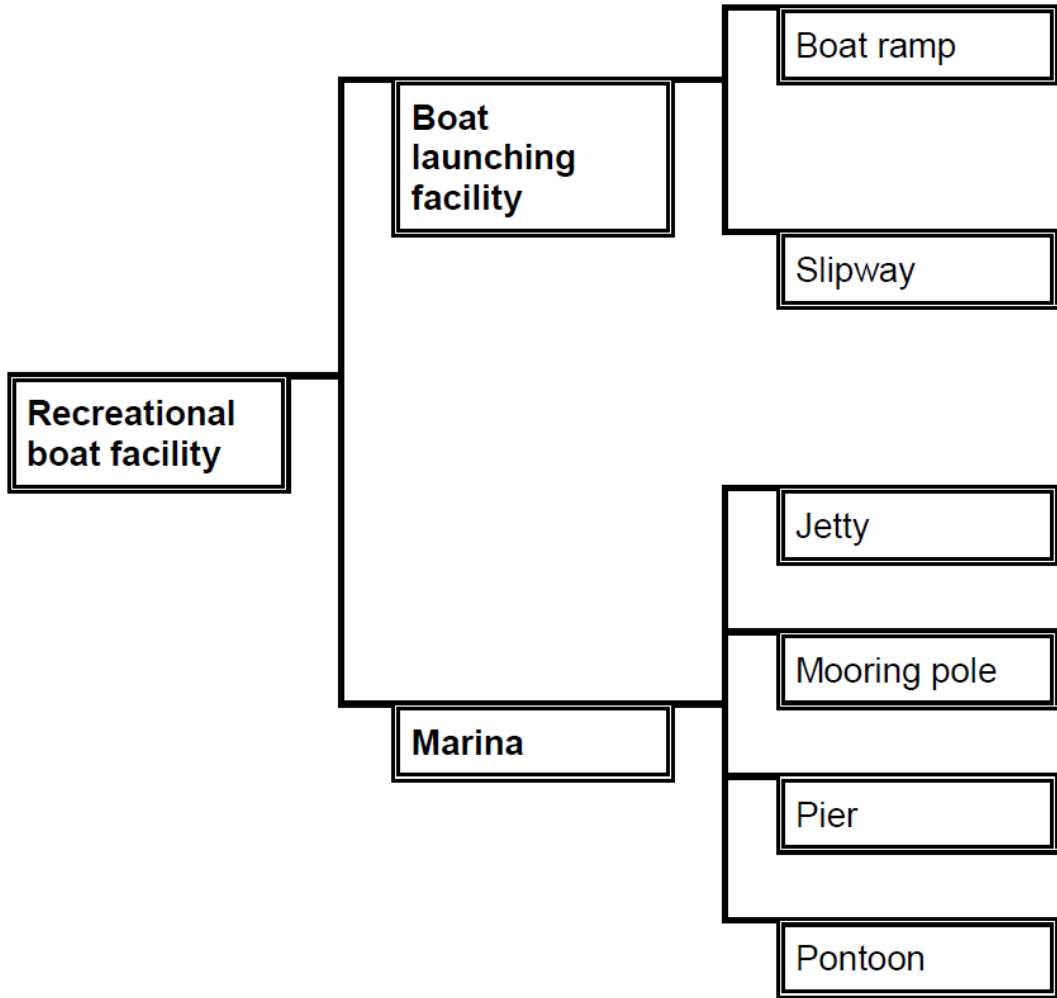 Boat ramp
Boat
launching
facility
Slipway
Recreational
boat facility
Jetty
Mooring pole
Marina
Pier
Pontoon